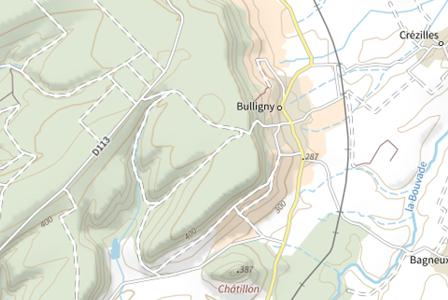 Crézilles
Bulligny
D113
287
la Bouvade
400
300
400
Bagneux
387
Châtillon